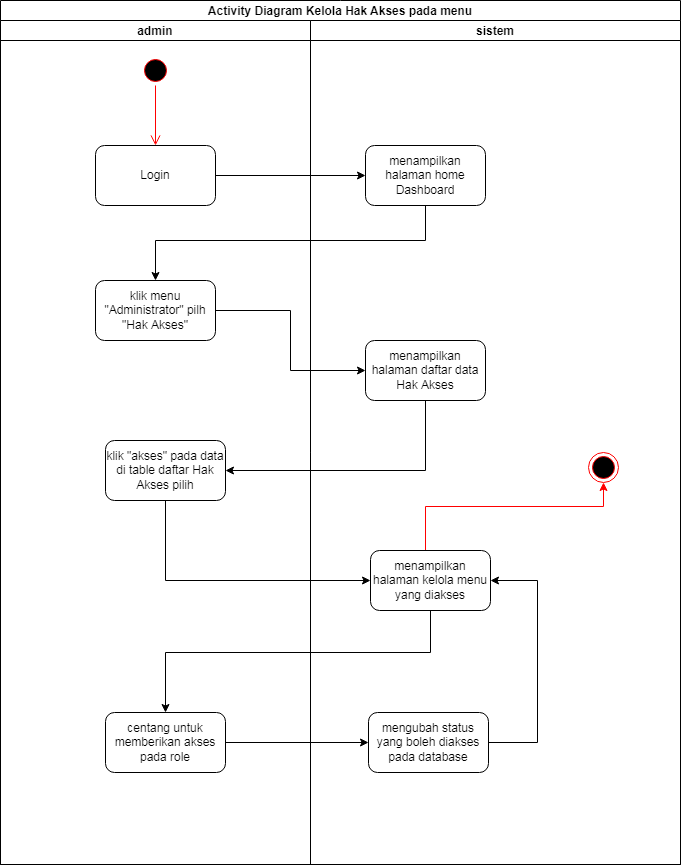 Activity Diagram Kelola Hak Akses pada menu
admin
sistem
Login
menampilkan
halaman home
Dashboard
klik menu
"Administrator" pilh
"Hak Akses"
menampilkan
halaman daftar data
Hak Akses
klik "akses" pada data
di table daftar Hak
Akses pilih
menampilkan
halaman kelola menu
yang diakses
centang untuk
memberikan akses
pada role
mengubah status
yang boleh diakses
pada database